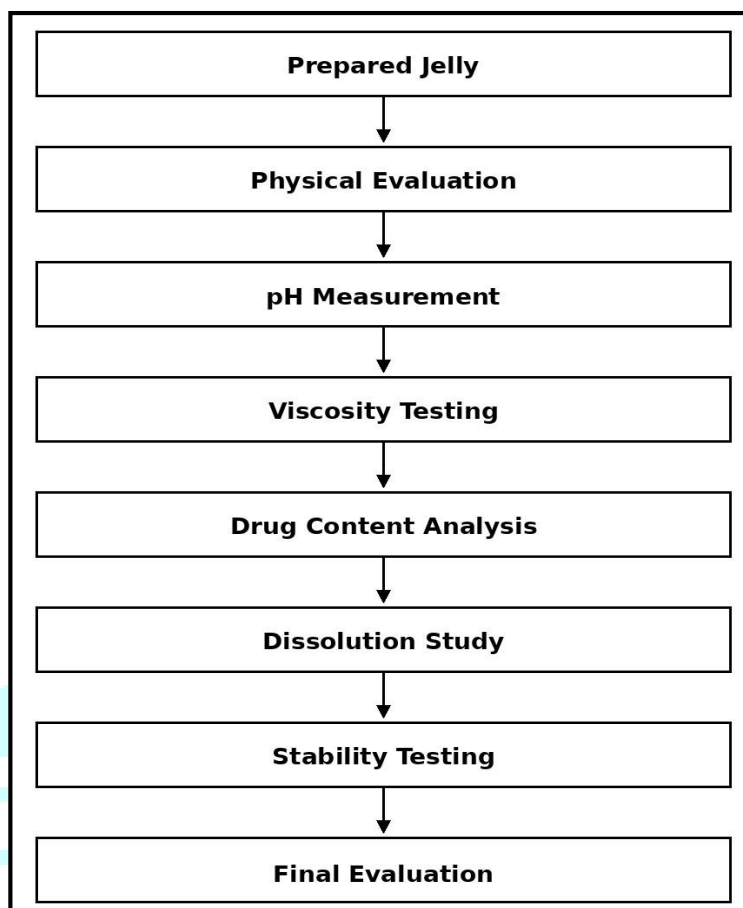 Prepared Jelly
Physical Evaluation
pH Measurement
Viscosity Testing
Drug Content Analysis
Dissolution Study
Stability Testing
Final Evaluation